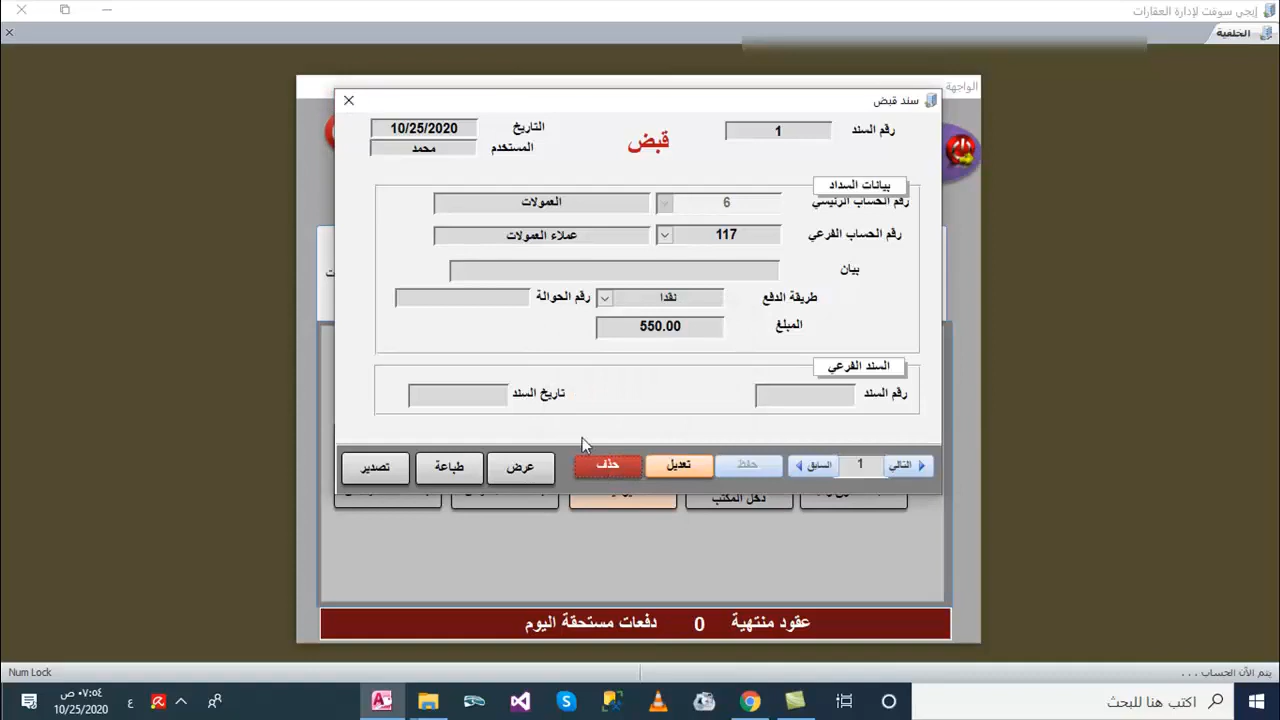 إيجي سوفت لإدارة العقارات
الخلفية
الواجهة
سند قبض
رقم السند 1
قبض
التاريخ 10/25/2020
المستخدم محمد
بيانات السداد
رقم الحساب الرئيسي 6 العمولات
رقم الحساب الفرعي 117 عملاء العمولات
بيان
طريقة الدفع نقدا رقم الحوالة
المبلغ 550.00
السند الفرعي
رقم السند تاريخ السند
التالي 1 السابق حفظ تعديل حذف عرض طباعة تصدير
دخل المكتب
عقود منتهية 0 دفعات مستحقة اليوم
يتم الآن الحساب . . .
Num Lock
اكتب هنا للبحث
ع
٠٧:٥٤ ص
10/25/2020